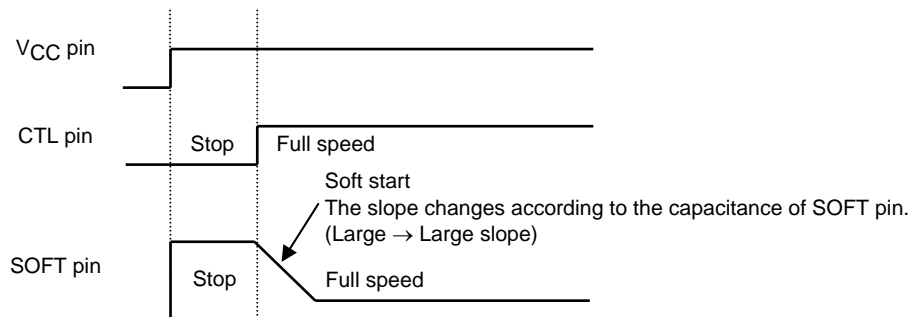 VCC pin
CTL pin
Stop
Full speed
Soft start
The slope changes according to the capacitance of SOFT pin.
(Large → Large slope)
SOFT pin
Stop
Full speed